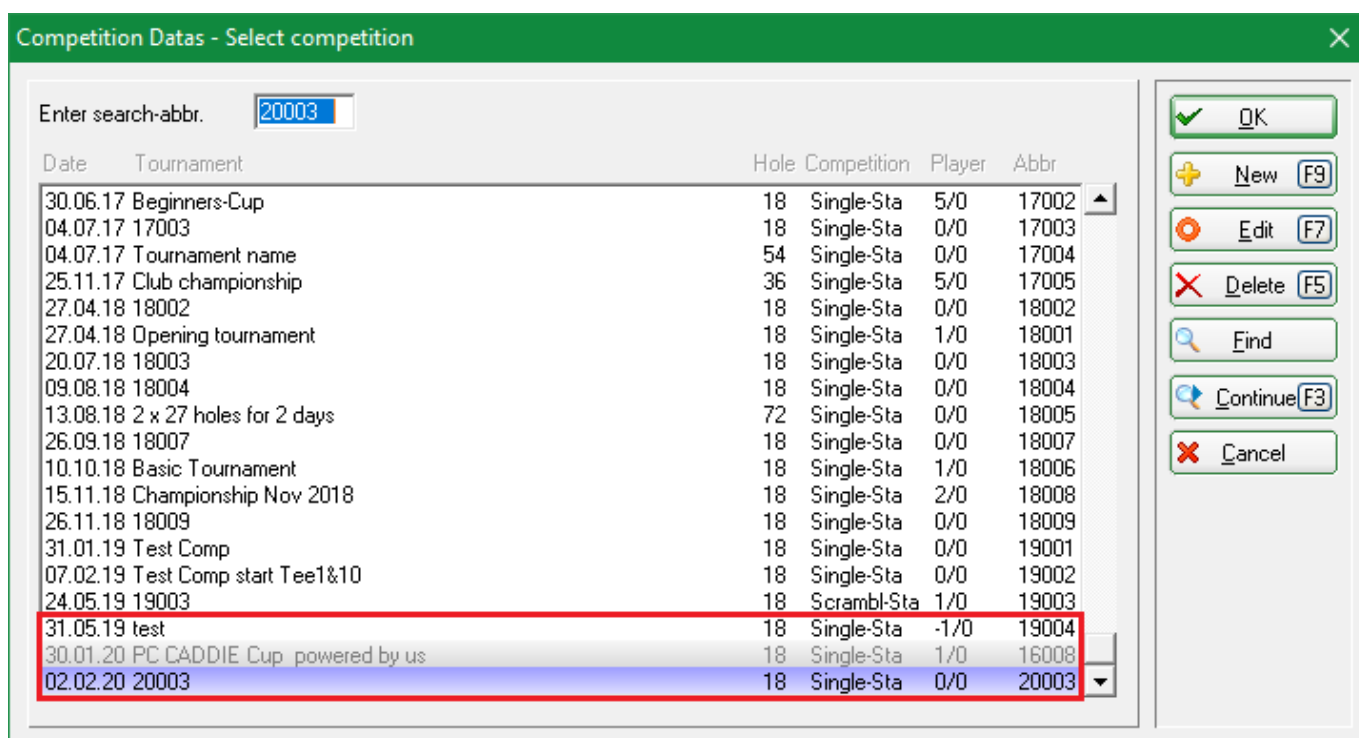 Competition Datas - Select competition
Enter search-abbr. 20003
Date Tournament Hole Competition Player Abbr
30.06.17 Beginners-Cup 18 Single-Sta 5/0 17002
04.07.17 17003 18 Single-Sta 0/0 17003
04.07.17 Tournament name 54 Single-Sta 0/0 17004
25.11.17 Club championship 36 Single-Sta 5/0 17005
27.04.18 18002 18 Single-Sta 0/0 18002
27.04.18 Opening tournament 18 Single-Sta 1/0 18001
20.07.18 18003 18 Single-Sta 0/0 18003
09.08.18 18004 18 Single-Sta 0/0 18004
13.08.18 2 x 27 holes for 2 days 72 Single-Sta 0/0 18005
26.09.18 18007 18 Single-Sta 0/0 18007
10.10.18 Basic Tournament 18 Single-Sta 1/0 18006
15.11.18 Championship Nov 2018 18 Single-Sta 2/0 18008
26.11.18 18009 18 Single-Sta 0/0 18009
31.01.19 Test Comp 18 Single-Sta 0/0 19001
07.02.19 Test Comp start Tee1&10 18 Single-Sta 0/0 19002
24.05.19 19003 18 Scrambl-Sta 1/0 19003
31.05.19 test 18 Single-Sta -1/0 19004
30.01.20 PC CADDIE Cup powered by us 18 Single-Sta 1/0 16008
02.02.20 20003 18 Single-Sta 0/0 20003
OK
New F9
Edit F7
Delete F5
Find
Continue F3
Cancel